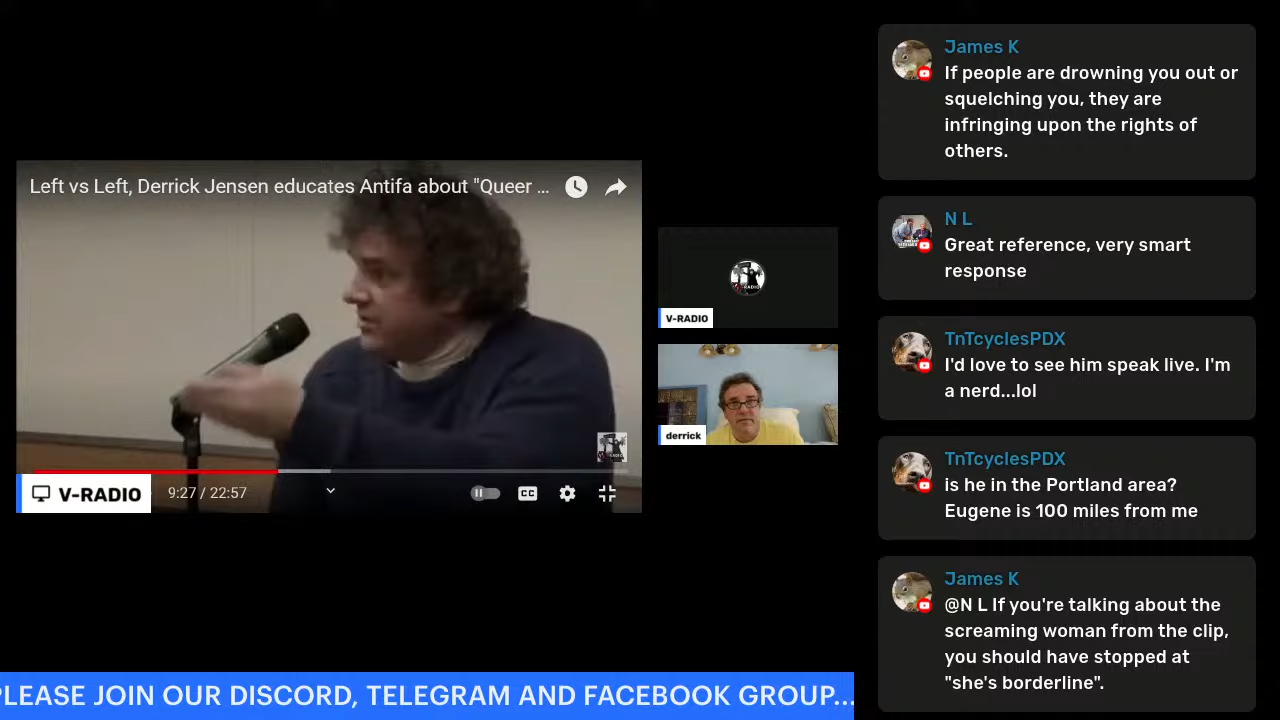 Left vs Left, Derrick Jensen educates Antifa about "Queer ...
V-RADIO
9:27 / 22:57
CC
V-RADIO
derrick
James K
If people are drowning you out or
squelching you, they are
infringing upon the rights of
others.
N L
Great reference, very smart
response
TnTcyclesPDX
I'd love to see him speak live. I'm
a nerd...lol
TnTcyclesPDX
is he in the Portland area?
Eugene is 100 miles from me
James K
@N L If you're talking about the
screaming woman from the clip,
you should have stopped at
"she's borderline".
PLEASE JOIN OUR DISCORD, TELEGRAM AND FACEBOOK GROUP...